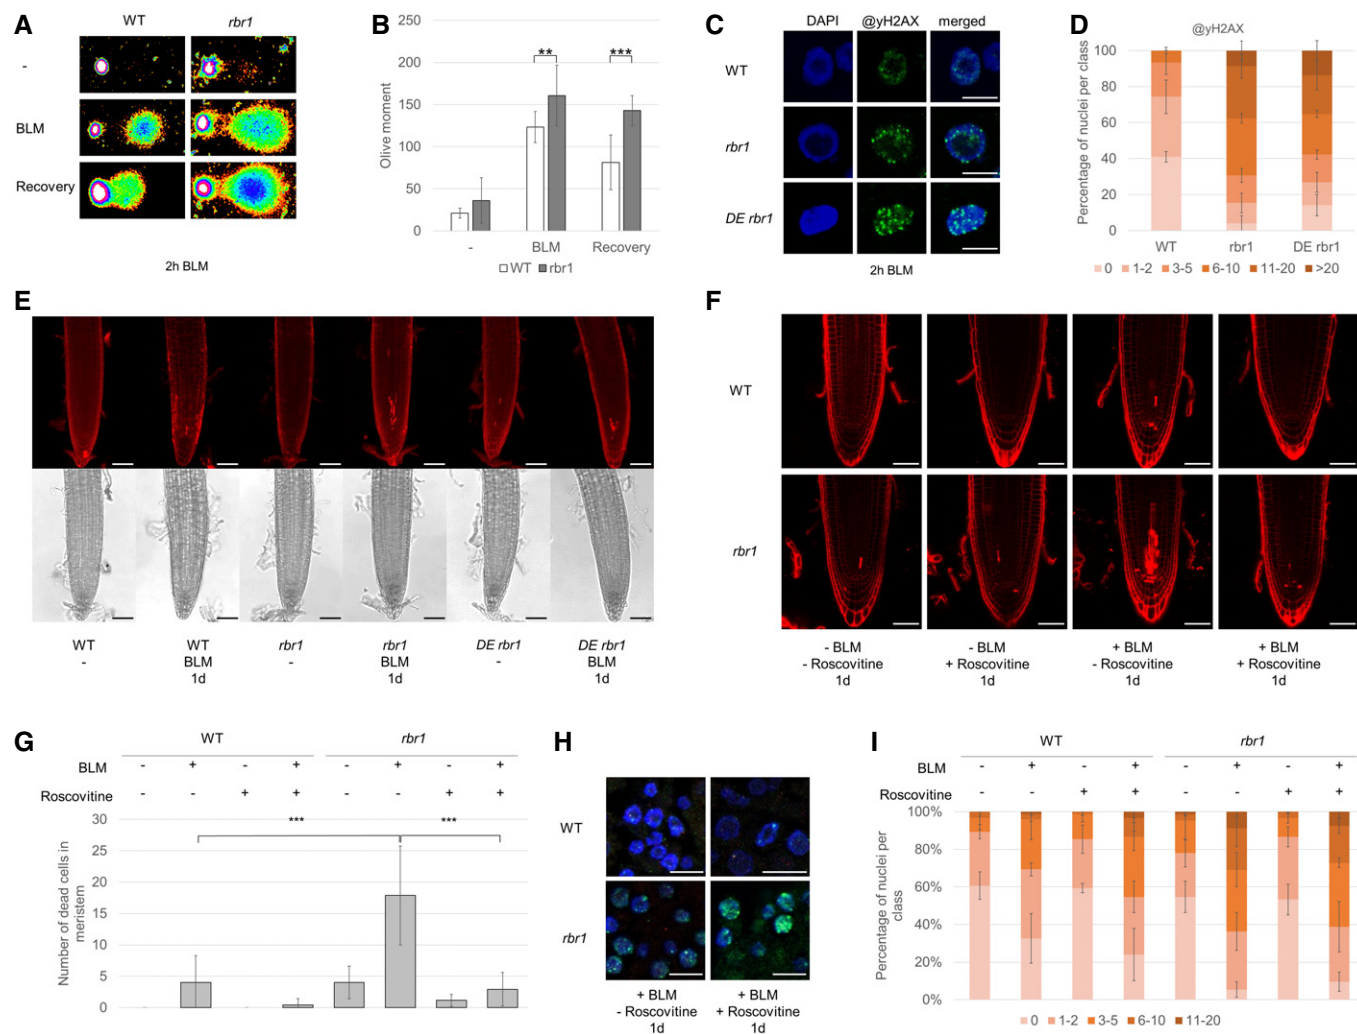 A
WT
rbr1
-
BLM
Recovery
2h BLM
B
Olive moment
250
200
150
100
50
0
**
***
-
BLM
Recovery
WT
rbr1
C
DAPI
@yH2AX
merged
WT
rbr1
DE rbr1
2h BLM
D
@yH2AX
Percentage of nuclei per class
100
80
60
40
20
0
WT
rbr1
DE rbr1
0
1-2
3-5
6-10
11-20
>20
E
WT
-
WT
BLM
1d
rbr1
-
rbr1
BLM
1d
DE rbr1
-
DE rbr1
BLM
1d
F
WT
rbr1
- BLM
- Roscovitine
1d
- BLM
+ Roscovitine
1d
+ BLM
- Roscovitine
1d
+ BLM
+ Roscovitine
1d
G
WT
rbr1
BLM - + - + - + - +
Roscovitine - - + + - - + +
Number of dead cells in
meristem
30
25
20
15
10
5
0
***
***
H
WT
rbr1
+ BLM
- Roscovitine
1d
+ BLM
+ Roscovitine
1d
I
WT
rbr1
BLM - + - + - + - +
Roscovitine - - + + - - + +
Percentage of nuclei per
class
100%
80%
60%
40%
20%
0%
0
1-2
3-5
6-10
11-20